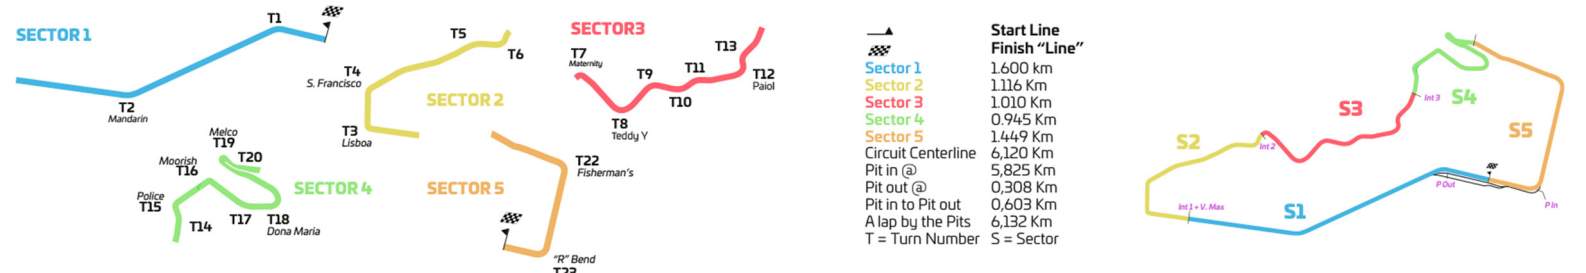 SECTOR 1
T1
T2
Mandarin
T5
T6
T4
S. Francisco
SECTOR 2
T3
Lisboa
SECTOR3
T7
Maternity
T13
T9
T11
T12
Paiol
T10
T8
Teddy Y
Melco
T19
T20
Moorish
T16
SECTOR 4
Police
T15
T14
T17
T18
Dona Maria
SECTOR 5
T22
Fisherman's
"R" Bend
T23
Start Line
Finish "Line"
Sector 1 1.600 km
Sector 2 1.116 Km
Sector 3 1.010 Km
Sector 4 0.945 Km
Sector 5 1.449 Km
Circuit Centerline 6,120 Km
Pit in @ 5,825 Km
Pit out @ 0,308 Km
Pit in to Pit out 0,603 Km
A lap by the Pits 6,132 Km
T = Turn Number S = Sector
S4
Int 3
S3
S5
S2
Int 2
P Out
P In
Int 1 + V. Max
S1